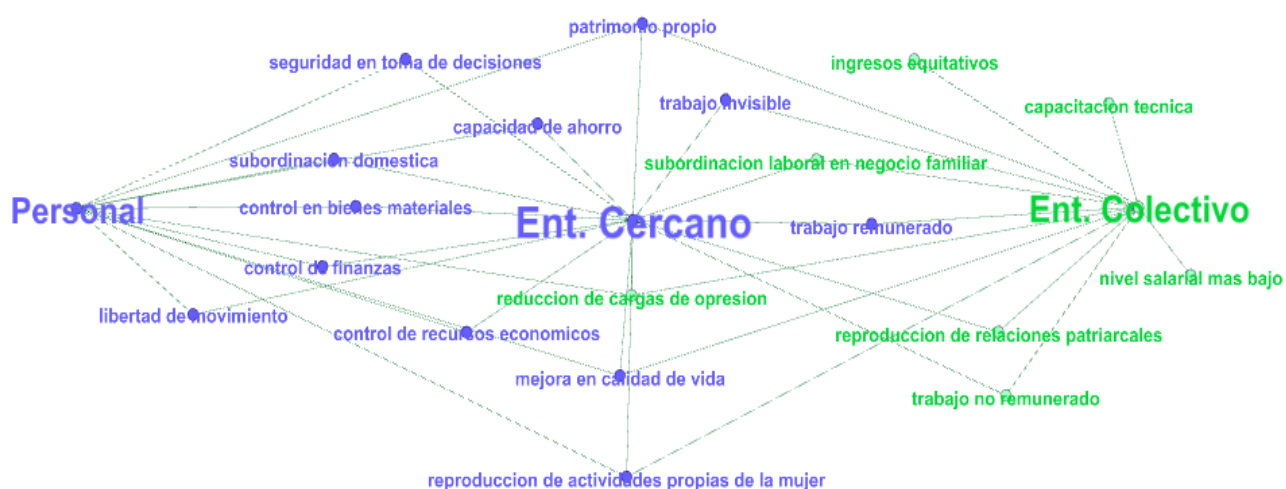 patrimonio propio
seguridad en toma de decisiones
ingresos equitativos
trabajo invisible
capacitacion tecnica
capacidad de ahorro
subordinacion domestica
subordinacion laboral en negocio familiar
Personal
control en bienes materiales
Ent. Cercano
trabajo remunerado
Ent. Colectivo
control de finanzas
nivel salarial mas bajo
reduccion de cargas de opresion
libertad de movimiento
control de recursos economicos
reproduccion de relaciones patriarcales
mejora en calidad de vida
trabajo no remunerado
reproduccion de actividades propias de la mujer